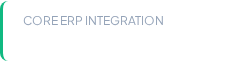 CORE ERP INTEGRATION